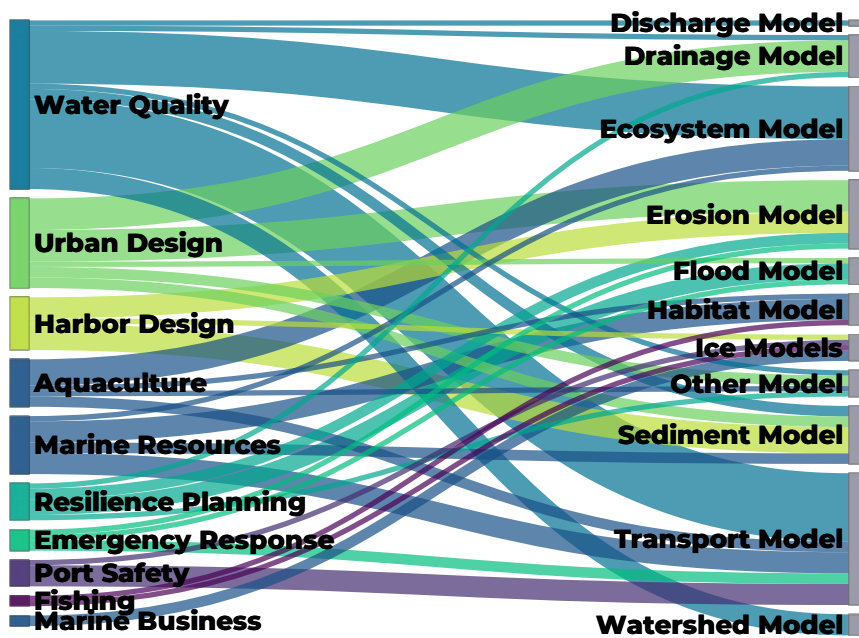 Water Quality
Urban Design
Harbor Design
Aquaculture
Marine Resources
Resilience Planning
Emergency Response
Port Safety
Fishing
Marine Business
Discharge Model
Drainage Model
Ecosystem Model
Erosion Model
Flood Model
Habitat Model
Ice Models
Other Model
Sediment Model
Transport Model
Watershed Model